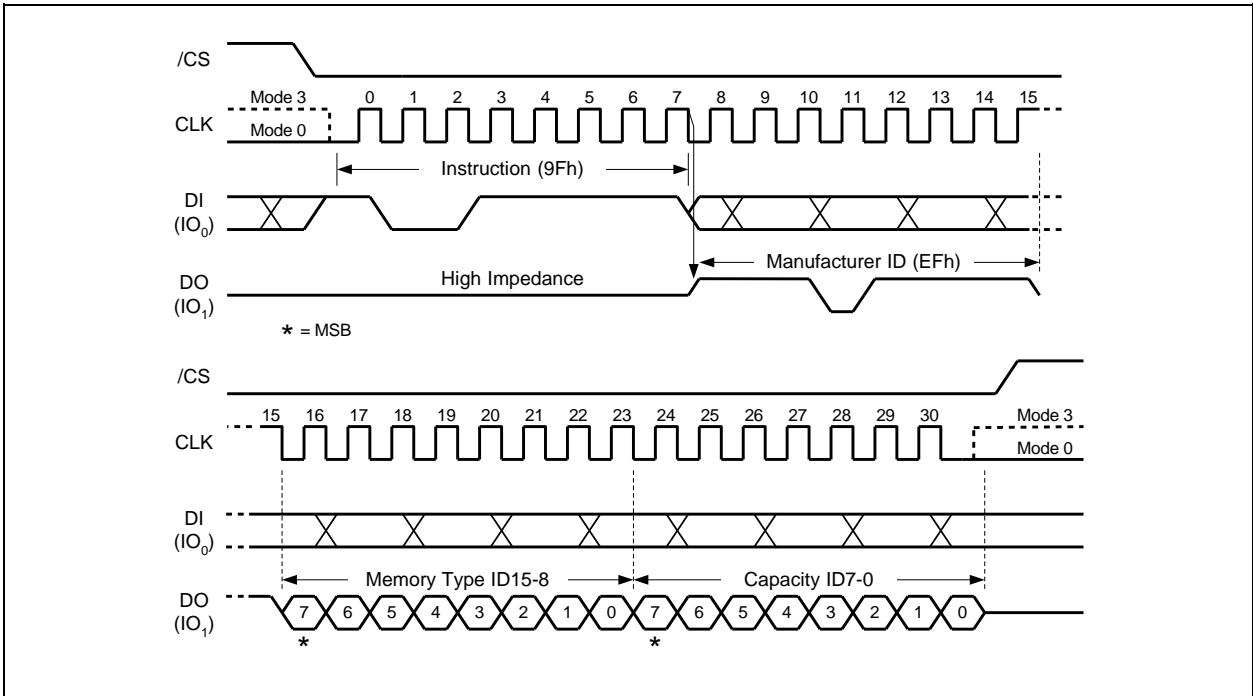 /CS
Mode 3 0 1 2 3 4 5 6 7 8 9 10 11 12 13 14 15
CLK
Mode 0
Instruction (9Fh)
DI
(IO0)
Manufacturer ID (EFh)
High Impedance
DO
(IO1)
* = MSB
/CS
15 16 17 18 19 20 21 22 23 24 25 26 27 28 29 30 Mode 3
CLK
Mode 0
DI
(IO0)
Memory Type ID15-8 Capacity ID7-0
DO
(IO1)
7 6 5 4 3 2 1 0 7 6 5 4 3 2 1 0
* *